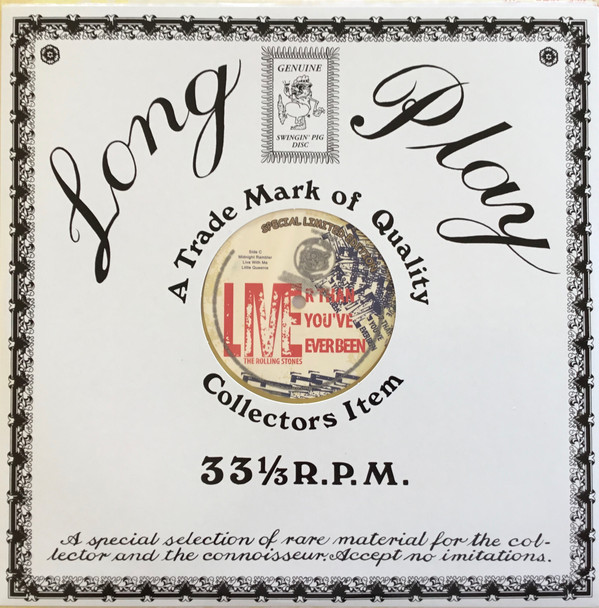 Long Play
GENUINE
SWINGIN' PIG
DISC
A Trade Mark of Quality
SPECIAL LIMITED
Side C
Midnight Rambler
Live With Me
Little Queenie
LIVE R THAN
YOU'VE
EVER BEEN
THE ROLLING STONES
Collectors Item
33⅓ R.P.M.
A special selection of rare material for the col-
lector and the connoisseur. Accept no imitations.